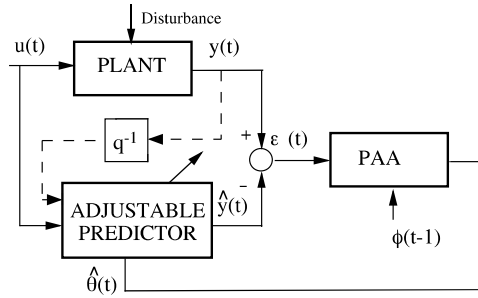 Disturbance
u(t)
y(t)
PLANT
+
ε (t)
q⁻¹
PAA
-
ADJUSTABLE
PREDICTOR
ŷ(t)
ϕ(t-1)
θ̂(t)